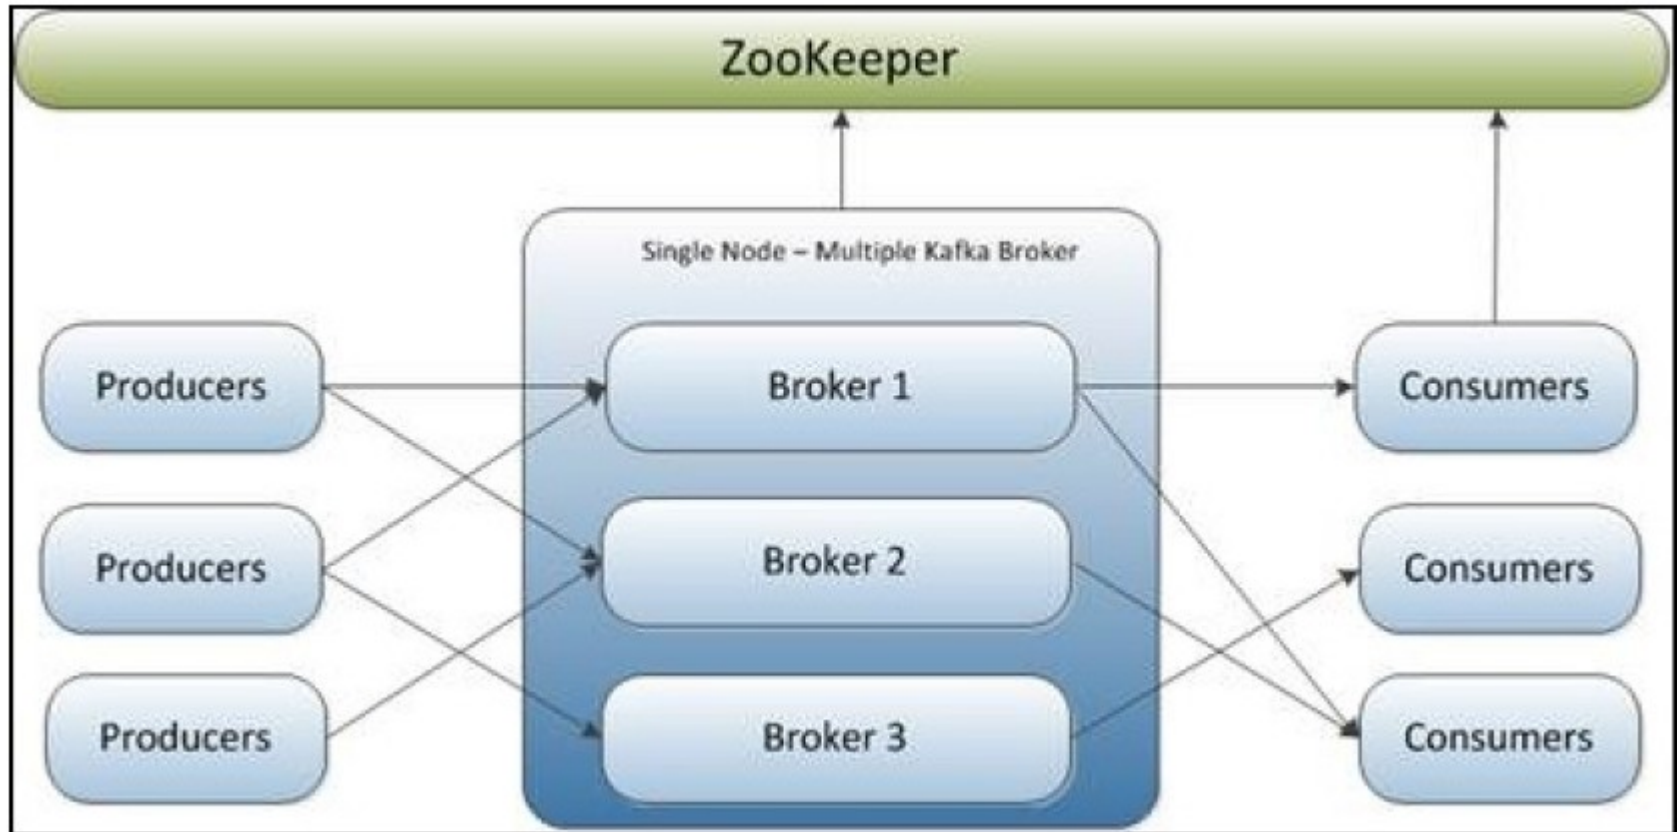 ZooKeeper
Single Node – Multiple Kafka Broker
Producers
Broker 1
Consumers
Producers
Broker 2
Consumers
Producers
Broker 3
Consumers